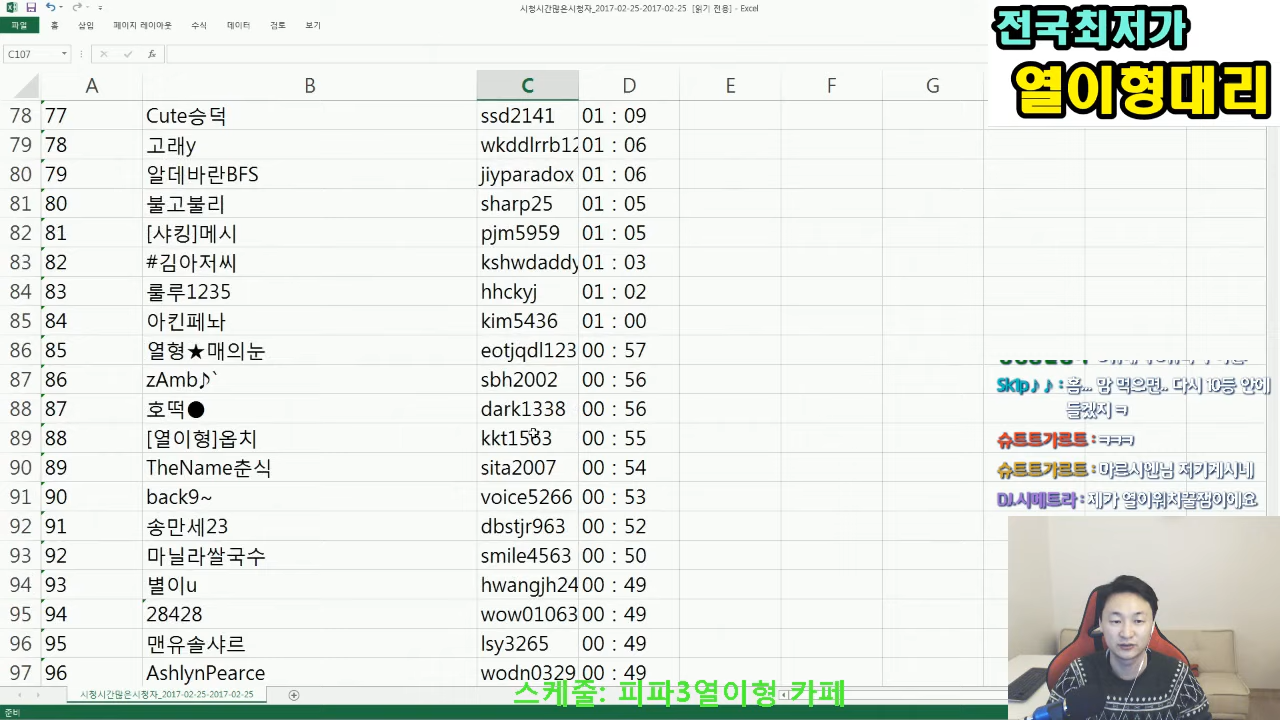 시청시간많은시청자_2017-02-25-2017-02-25 [읽기 전용] - Excel
파일 홈 삽입 페이지 레이아웃 수식 데이터 검토 보기
C107 fx
A B C D E F G
78 77 Cute승덕 ssd2141 01 : 09
79 78 고래y wkddlrrb12 01 : 06
80 79 알데바란BFS jiyparadox 01 : 06
81 80 불고불리 sharp25 01 : 05
82 81 [샤킹]메시 pjm5959 01 : 05
83 82 #김아저씨 kshwdaddy 01 : 03
84 83 룰루1235 hhckyj 01 : 02
85 84 아킨페놔 kim5436 01 : 00
86 85 열형★매의눈 eotjqdl123 00 : 57
87 86 zAmb♪` sbh2002 00 : 56
88 87 호떡● dark1338 00 : 56
89 88 [열이형]옵치 kkt1583 00 : 55
90 89 TheName춘식 sita2007 00 : 54
91 90 back9~ voice5266 00 : 53
92 91 송만세23 dbstjr963 00 : 52
93 92 마닐라쌀국수 smile4563 00 : 50
94 93 별이u hwangjh24 00 : 49
95 94 28428 wow01063 00 : 49
96 95 맨유솔샤르 lsy3265 00 : 49
97 96 AshlynPearce wodn0329 00 : 49
시청시간많은시청자_2017-02-25-2017-02-25
준비
전국최저가
열이형대리
Sk1p♪♪ : 흠... 맘 먹으면.. 다시 10등 안에
들겠지 ㅋ
슈트트가르트 : ㅋㅋㅋ
슈트트가르트 : 마르시엔님 저기계시네
DJ.시메트라 : 제가 열이워치꿀잼이에요
스케줄: 피파3열이형 카페